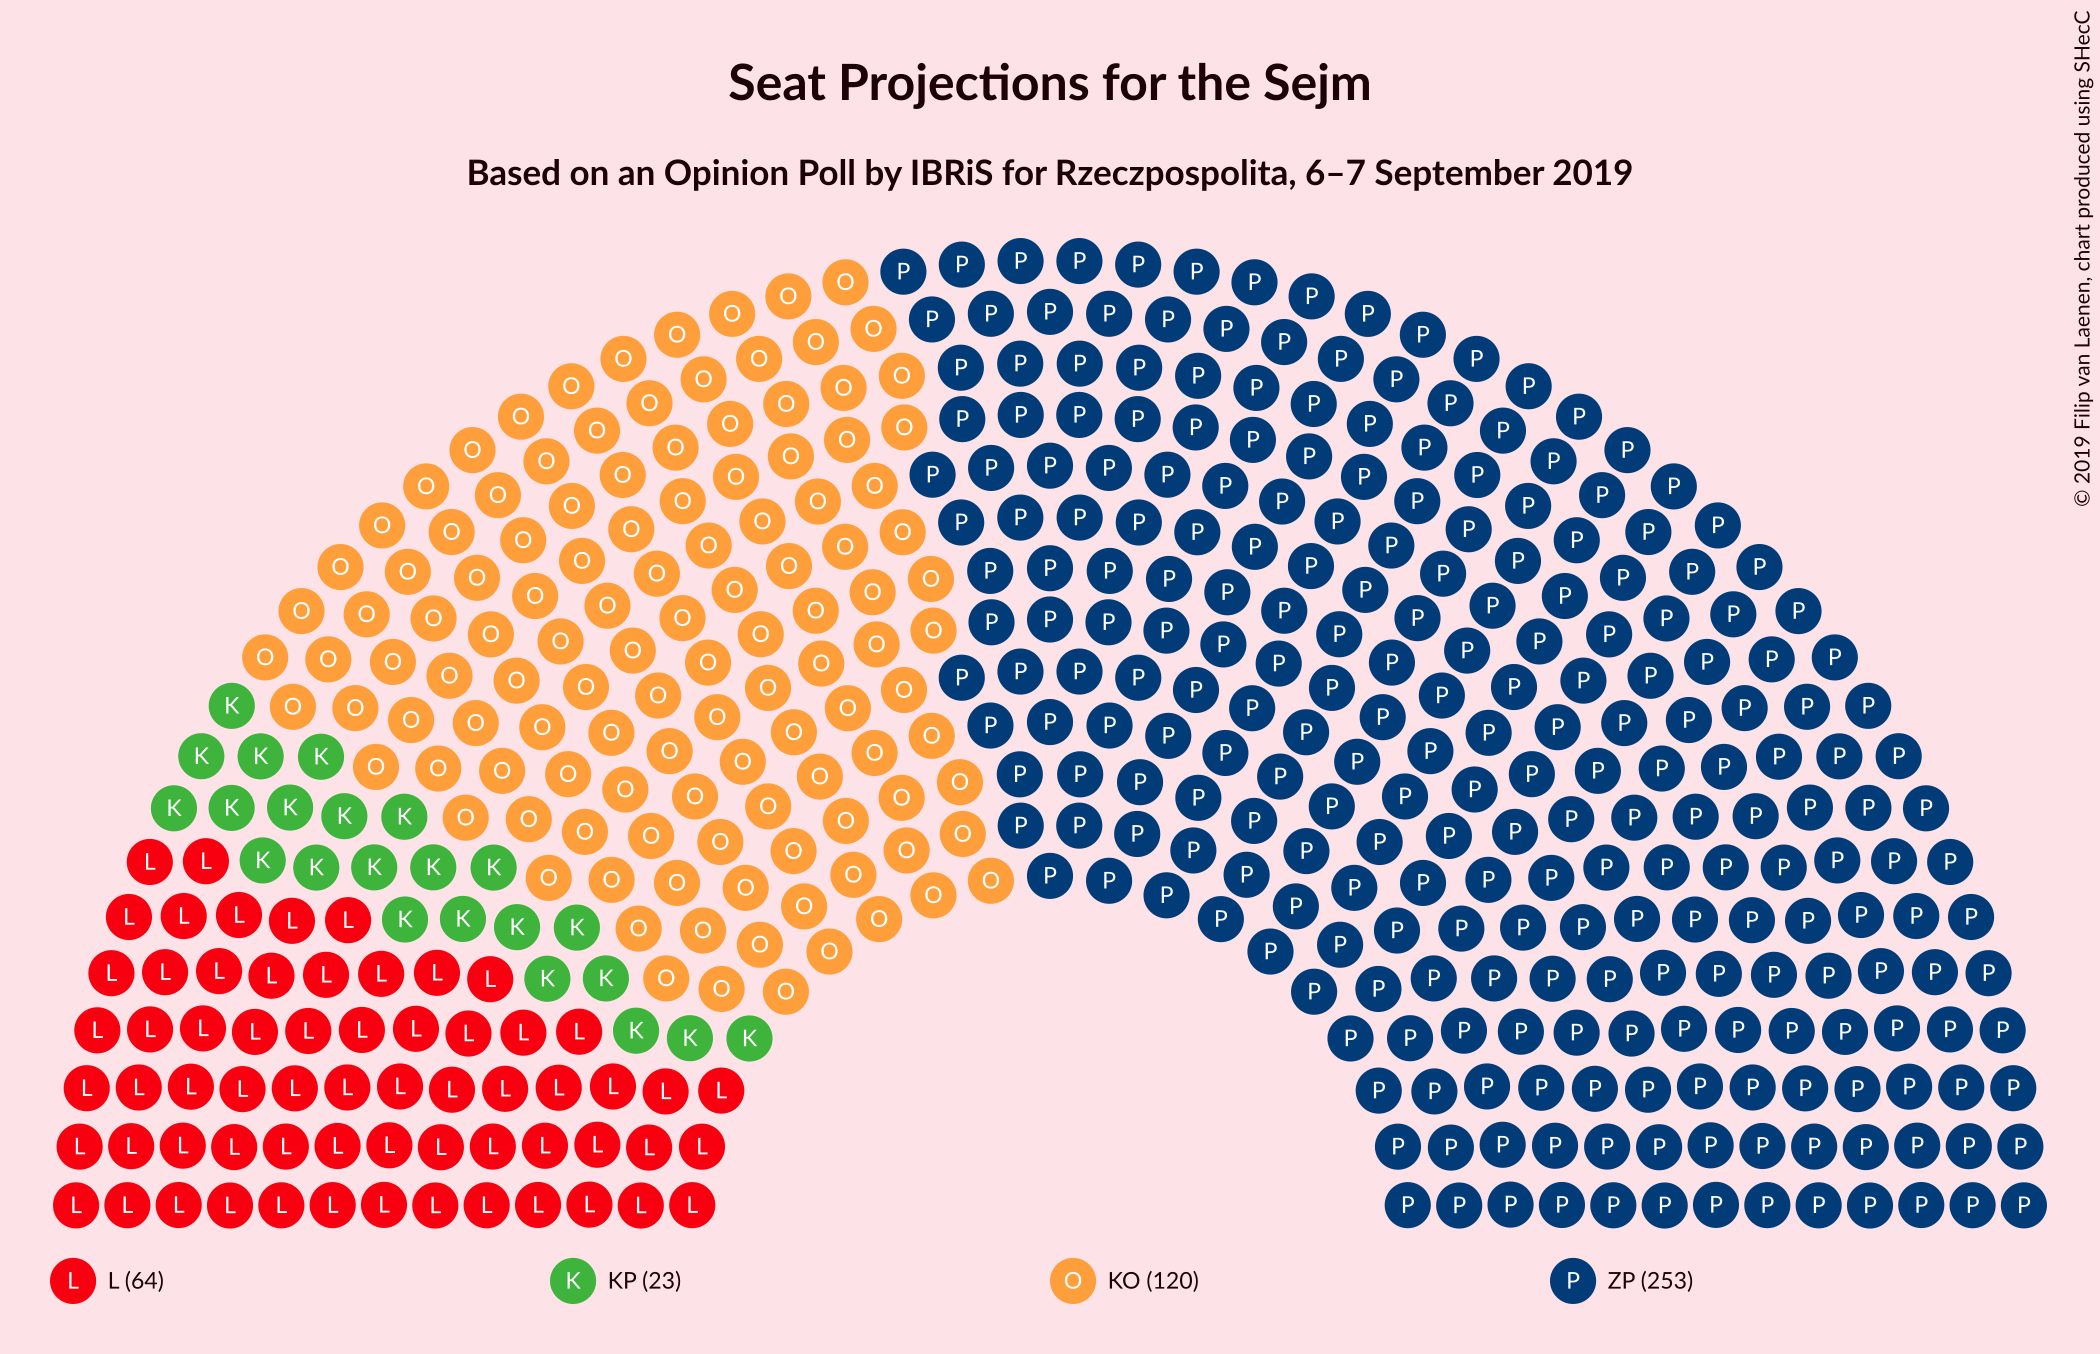 Seat Projections for the Sejm
Based on an Opinion Poll by IBRiS for Rzeczpospolita, 6–7 September 2019
© 2019 Filip van Laenen, chart produced using SHecC
L L (64)
K KP (23)
O KO (120)
P ZP (253)